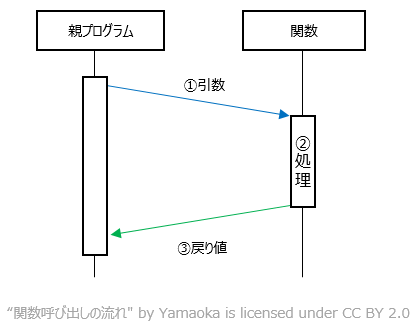 親プログラム
関数
①引数
②処理
③戻り値
“関数呼び出しの流れ" by Yamaoka is licensed under CC BY 2.0